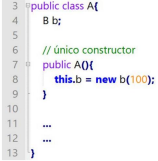 3 public class A{
4 B b;
5
6 // único constructor
7 public A(){
8 this.b = new b(100);
9 }
10
11 ...
12 ...
13 }